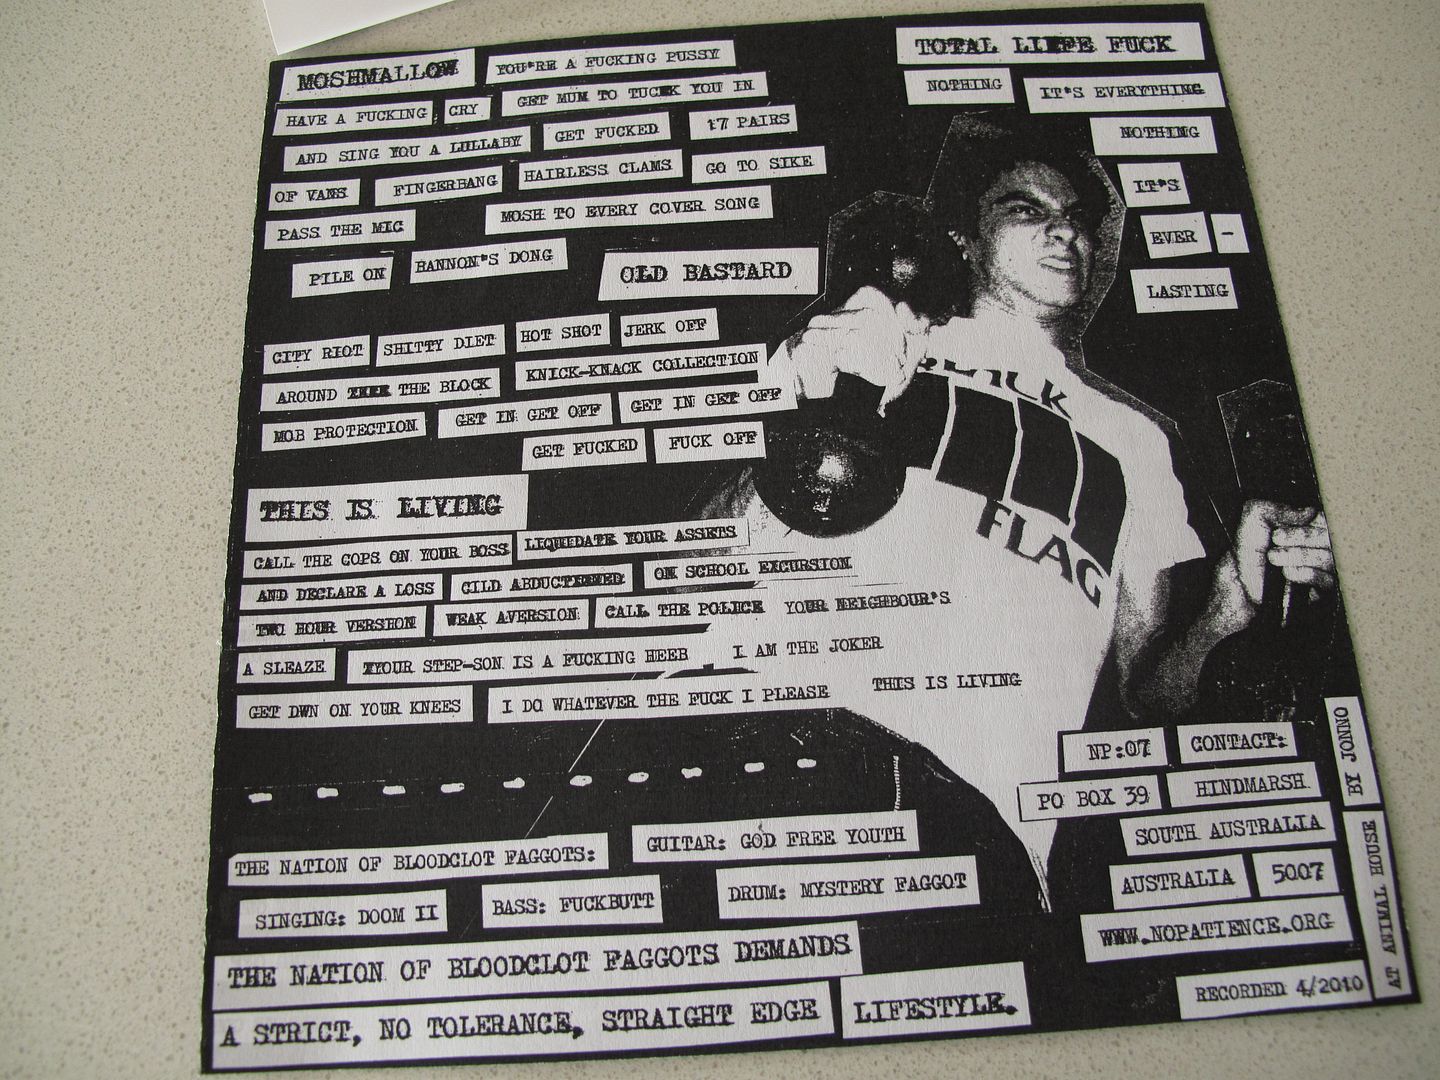 MOSHMALLOW YOU'RE A FUCKING PUSSY
HAVE A FUCKING CRY GET MUM TO TUCK YOU IN
AND SING YOU A LULLABY GET FUCKED 17 PAIRS
OF VANS FINGERBANG HAIRLESS CLAMS GO TO SIKE
PASS THE MIC MOSH TO EVERY COVER SONG
PILE ON BANNON'S DONG
OLD BASTARD
CITY RIOT SHITTY DIET HOT SHOT JERK OFF
AROUND THE BLOCK KNICK-KNACK COLLECTION
MOB PROTECTION GET IN GET OFF GET IN GET OFF
GET FUCKED FUCK OFF
THIS IS LIVING
CALL THE COPS ON YOUR BOSS LIQUIDATE YOUR ASSETS
AND DECLARE A LOSS GILD ABDUCT ON SCHOOL EXCURSION
TWO HOUR VERSION WEAK AVERSION CALL THE POLICE YOUR NEIGHBOUR'S
A SLEAZE YOUR STEP-SON IS A FUCKING HEEB I AM THE JOKER
GET DWN ON YOUR KNEES I DO WHATEVER THE FUCK I PLEASE THIS IS LIVING
TOTAL LIFE FUCK
NOTHING IT'S EVERYTHING
NOTHING
IT'S
EVER -
LASTING
BLACK
FLAG
THE NATION OF BLOODCLOT FAGGOTS: GUITAR: GOD FREE YOUTH
SINGING: DOOM II BASS: FUCKBUTT DRUM: MYSTERY FAGGOT
THE NATION OF BLOODCLOT FAGGOTS DEMANDS
A STRICT, NO TOLERANCE, STRAIGHT EDGE LIFESTYLE.
NP:07 CONTACT:
PO BOX 39 HINDMARSH
SOUTH AUSTRALIA
AUSTRALIA 5007
WWW.NOPATIENCE.ORG
RECORDED 4/2010
AT ANIMAL HOUSE
BY JONNO